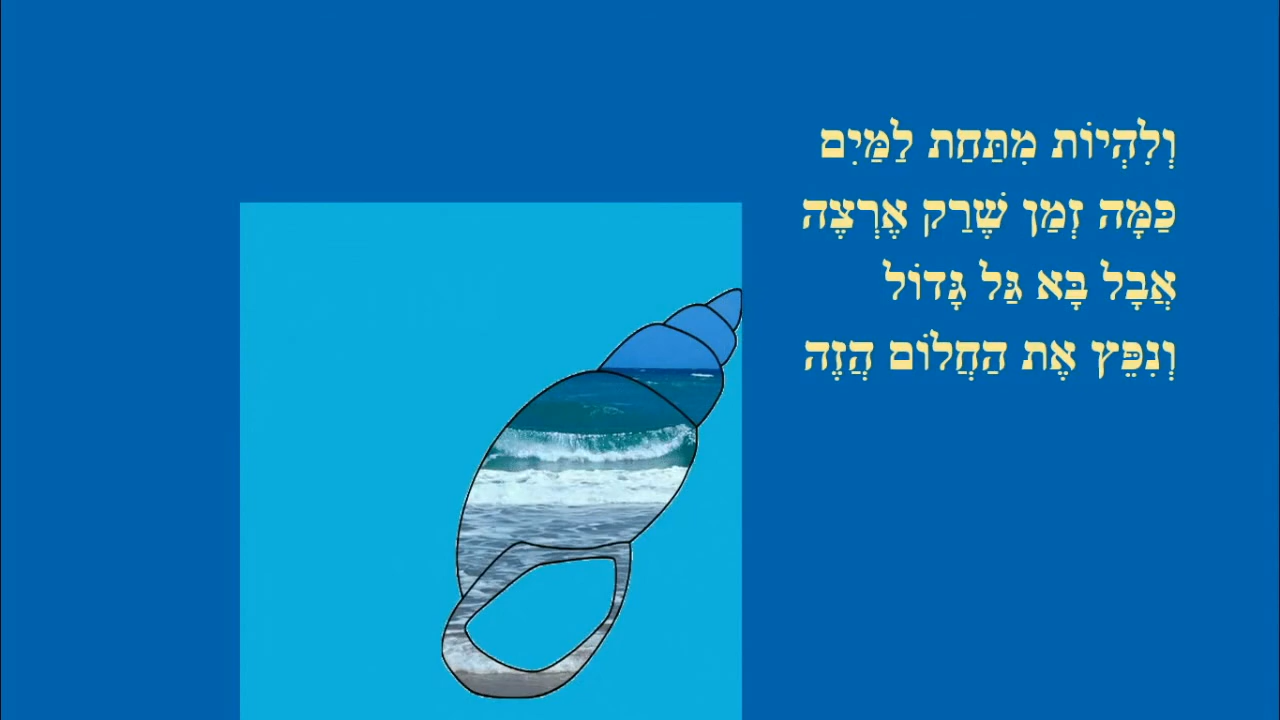 וְלִהְיוֹת מִתַּחַת לַמַּיִם
כַּמָּה זְמַן שֶׁרַק אֶרְצֶה
אֲבָל בָּא גַּל גָּדוֹל
וְנִפֵּץ אֶת הַחֲלוֹם הֲזֶה